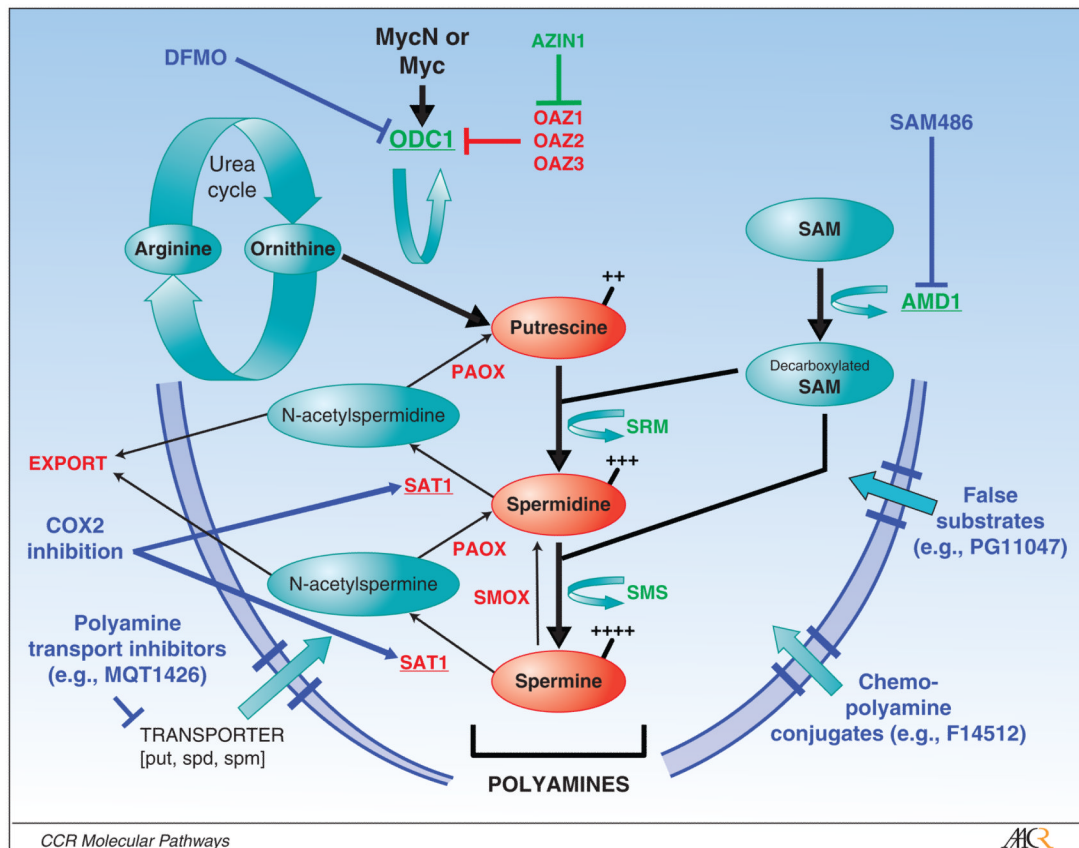 MycN or
Myc
AZIN1
DFMO
OAZ1
OAZ2
OAZ3
ODC1
SAM486
Urea
cycle
Arginine
Ornithine
SAM
AMD1
++
Putrescine
PAOX
Decarboxylated
SAM
N-acetylspermidine
SRM
EXPORT
SAT1
+++
Spermidine
False
substrates
(e.g., PG11047)
COX2
inhibition
PAOX
N-acetylspermine
SMOX
SMS
Polyamine
transport inhibitors
(e.g., MQT1426)
SAT1
++++
Spermine
Chemo-
polyamine
conjugates (e.g., F14512)
TRANSPORTER
[put, spd, spm]
POLYAMINES
CCR Molecular Pathways
AACR